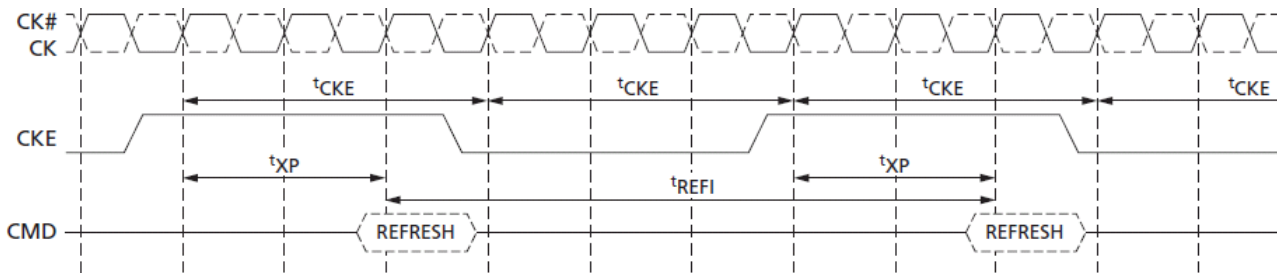 CK#
CK
tCKE tCKE tCKE tCKE
CKE
tXP tXP
tREFI
CMD REFRESH REFRESH